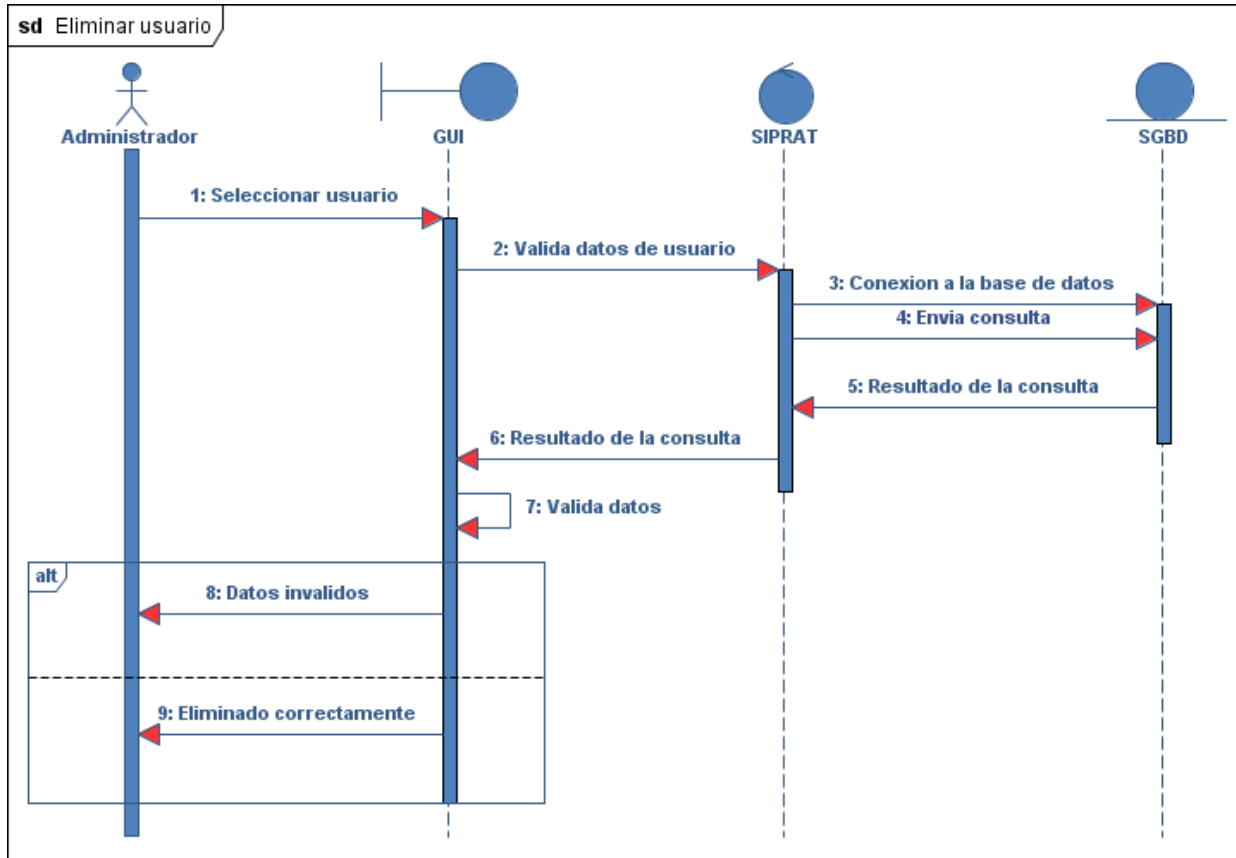 sd Eliminar usuario
Administrador
GUI
SIPRAT
SGBD
1: Seleccionar usuario
2: Valida datos de usuario
3: Conexion a la base de datos
4: Envia consulta
5: Resultado de la consulta
6: Resultado de la consulta
7: Valida datos
alt
8: Datos invalidos
9: Eliminado correctamente